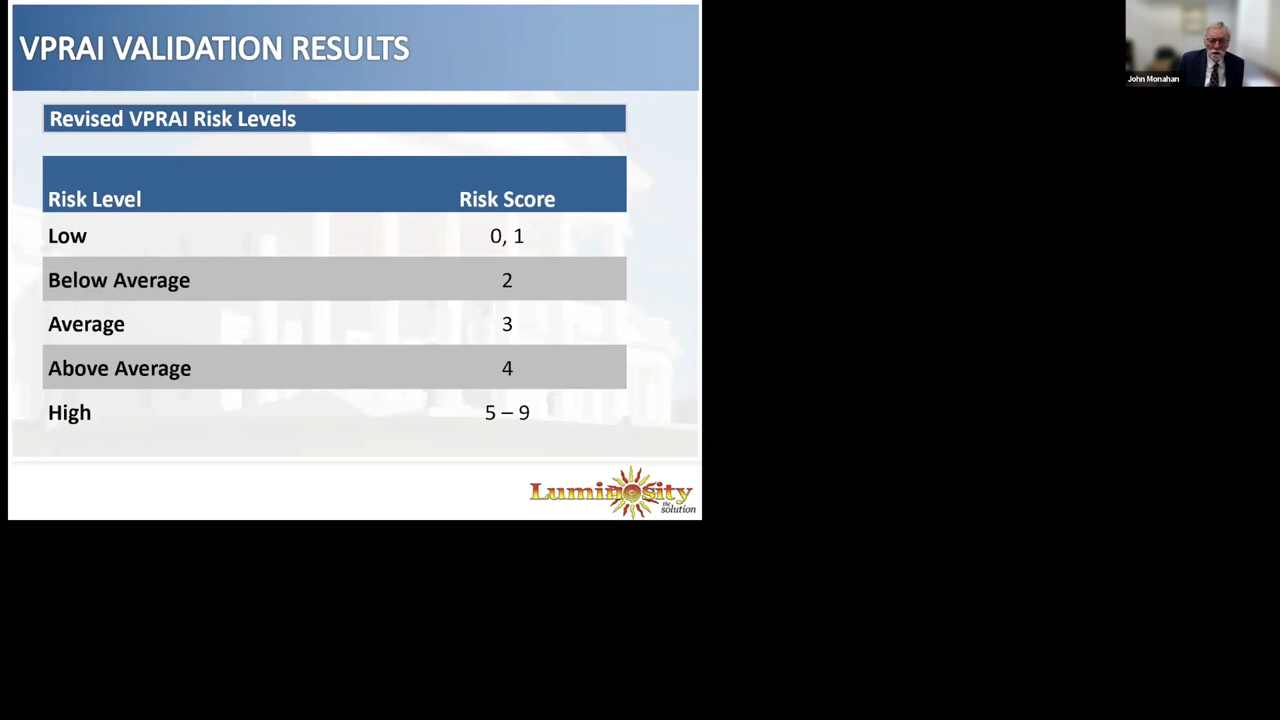 VPRAI VALIDATION RESULTS
Revised VPRAI Risk Levels
Risk Level Risk Score
Low 0, 1
Below Average 2
Average 3
Above Average 4
High 5 – 9
Luminosity
the
solution
John Monahan